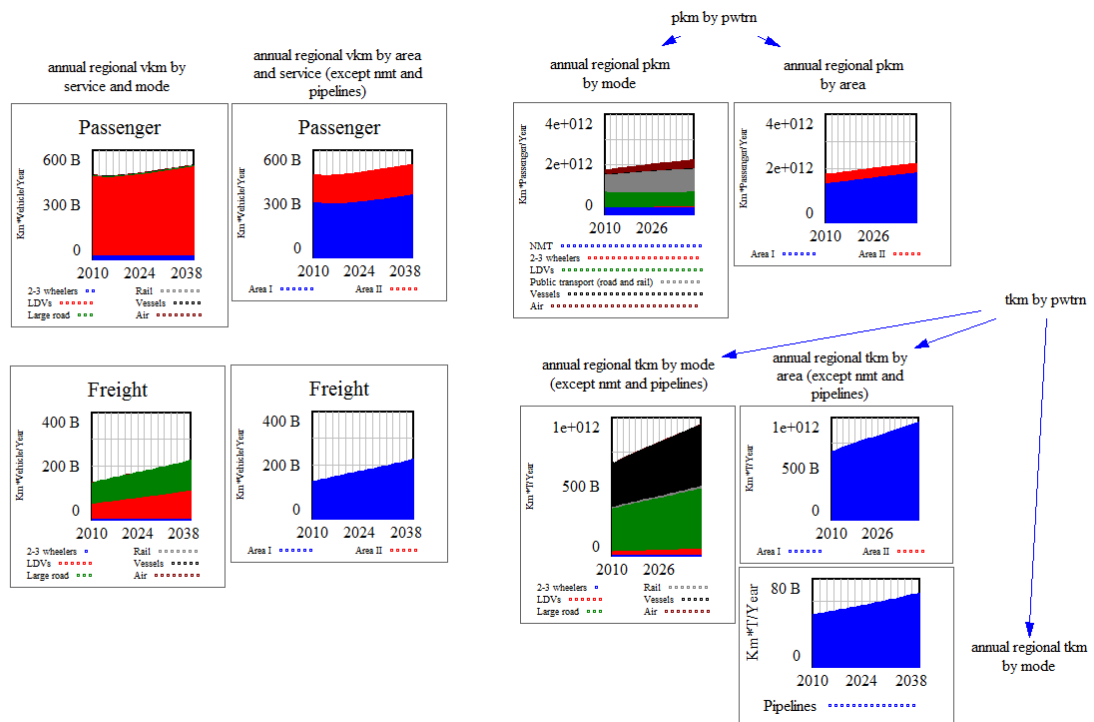 pkm by pwtrn
annual regional vkm by
service and mode
annual regional vkm by area
and service (except nmt and
pipelines)
annual regional pkm
by mode
annual regional pkm
by area
Passenger
Km*Vehicle/Year
600 B
300 B
0
2010 2024 2038
2-3 wheelers
LDVs
Large road
Rail
Vessels
Air
Passenger
Km*Vehicle/Year
600 B
300 B
0
2010 2024 2038
Area I
Area II
Km*Passenger/Year
4e+012
2e+012
0
2010 2026
NMT
2-3 wheelers
LDVs
Public transport (road and rail)
Vessels
Air
Km*Passenger/Year
4e+012
2e+012
0
2010 2026
Area I
Area II
tkm by pwtrn
Freight
Km*Vehicle/Year
400 B
200 B
0
2010 2024 2038
2-3 wheelers
LDVs
Large road
Rail
Vessels
Air
Freight
Km*Vehicle/Year
400 B
200 B
0
2010 2024 2038
Area I
Area II
annual regional tkm by mode
(except nmt and pipelines)
Km*T/Year
1e+012
500 B
0
2010 2026
2-3 wheelers
LDVs
Large road
Rail
Vessels
Air
annual regional tkm by
area (except nmt and
pipelines)
Km*T/Year
1e+012
500 B
0
2010 2026
Area I
Area II
Km*T/Year
80 B
0
2010 2024 2038
Pipelines
annual regional tkm
by mode